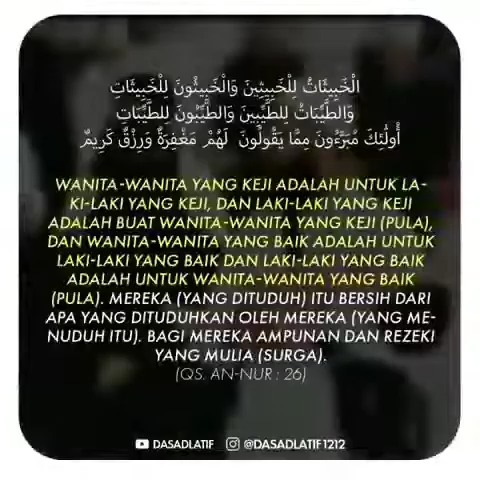 الْخَبِيثَاتُ لِلْخَبِيثِينَ وَالْخَبِيثُونَ لِلْخَبِيثَاتِ
وَالطَّيِّبَاتُ لِلطَّيِّبِينَ وَالطَّيِّبُونَ لِلطَّيِّبَاتِ
أُولَٰئِكَ مُبَرَّءُونَ مِمَّا يَقُولُونَ لَهُمْ مَغْفِرَةٌ وَرِزْقٌ كَرِيمٌ
WANITA-WANITA YANG KEJI ADALAH UNTUK LA-
KI-LAKI YANG KEJI, DAN LAKI-LAKI YANG KEJI
ADALAH BUAT WANITA-WANITA YANG KEJI (PULA),
DAN WANITA-WANITA YANG BAIK ADALAH UNTUK
LAKI-LAKI YANG BAIK DAN LAKI-LAKI YANG BAIK
ADALAH UNTUK WANITA-WANITA YANG BAIK
(PULA). MEREKA (YANG DITUDUH) ITU BERSIH DARI
APA YANG DITUDUHKAN OLEH MEREKA (YANG ME-
NUDUH ITU). BAGI MEREKA AMPUNAN DAN REZEKI
YANG MULIA (SURGA).
(QS. AN-NUR : 26)
DASADLATIF @DASADLATIF1212